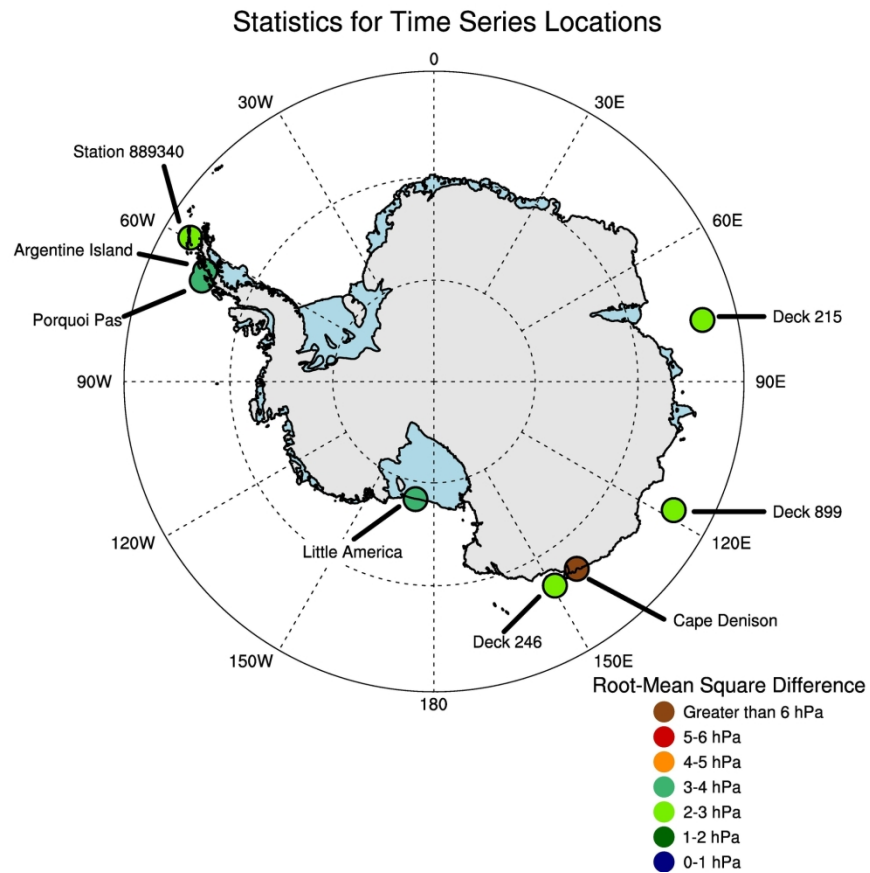 Statistics for Time Series Locations
0
30W
30E
Station 889340
60W
60E
Argentine Island
Porquoi Pas
Deck 215
90W
90E
Deck 899
120W
120E
Little America
Cape Denison
Deck 246
150W
150E
180
Root-Mean Square Difference
Greater than 6 hPa
5-6 hPa
4-5 hPa
3-4 hPa
2-3 hPa
1-2 hPa
0-1 hPa